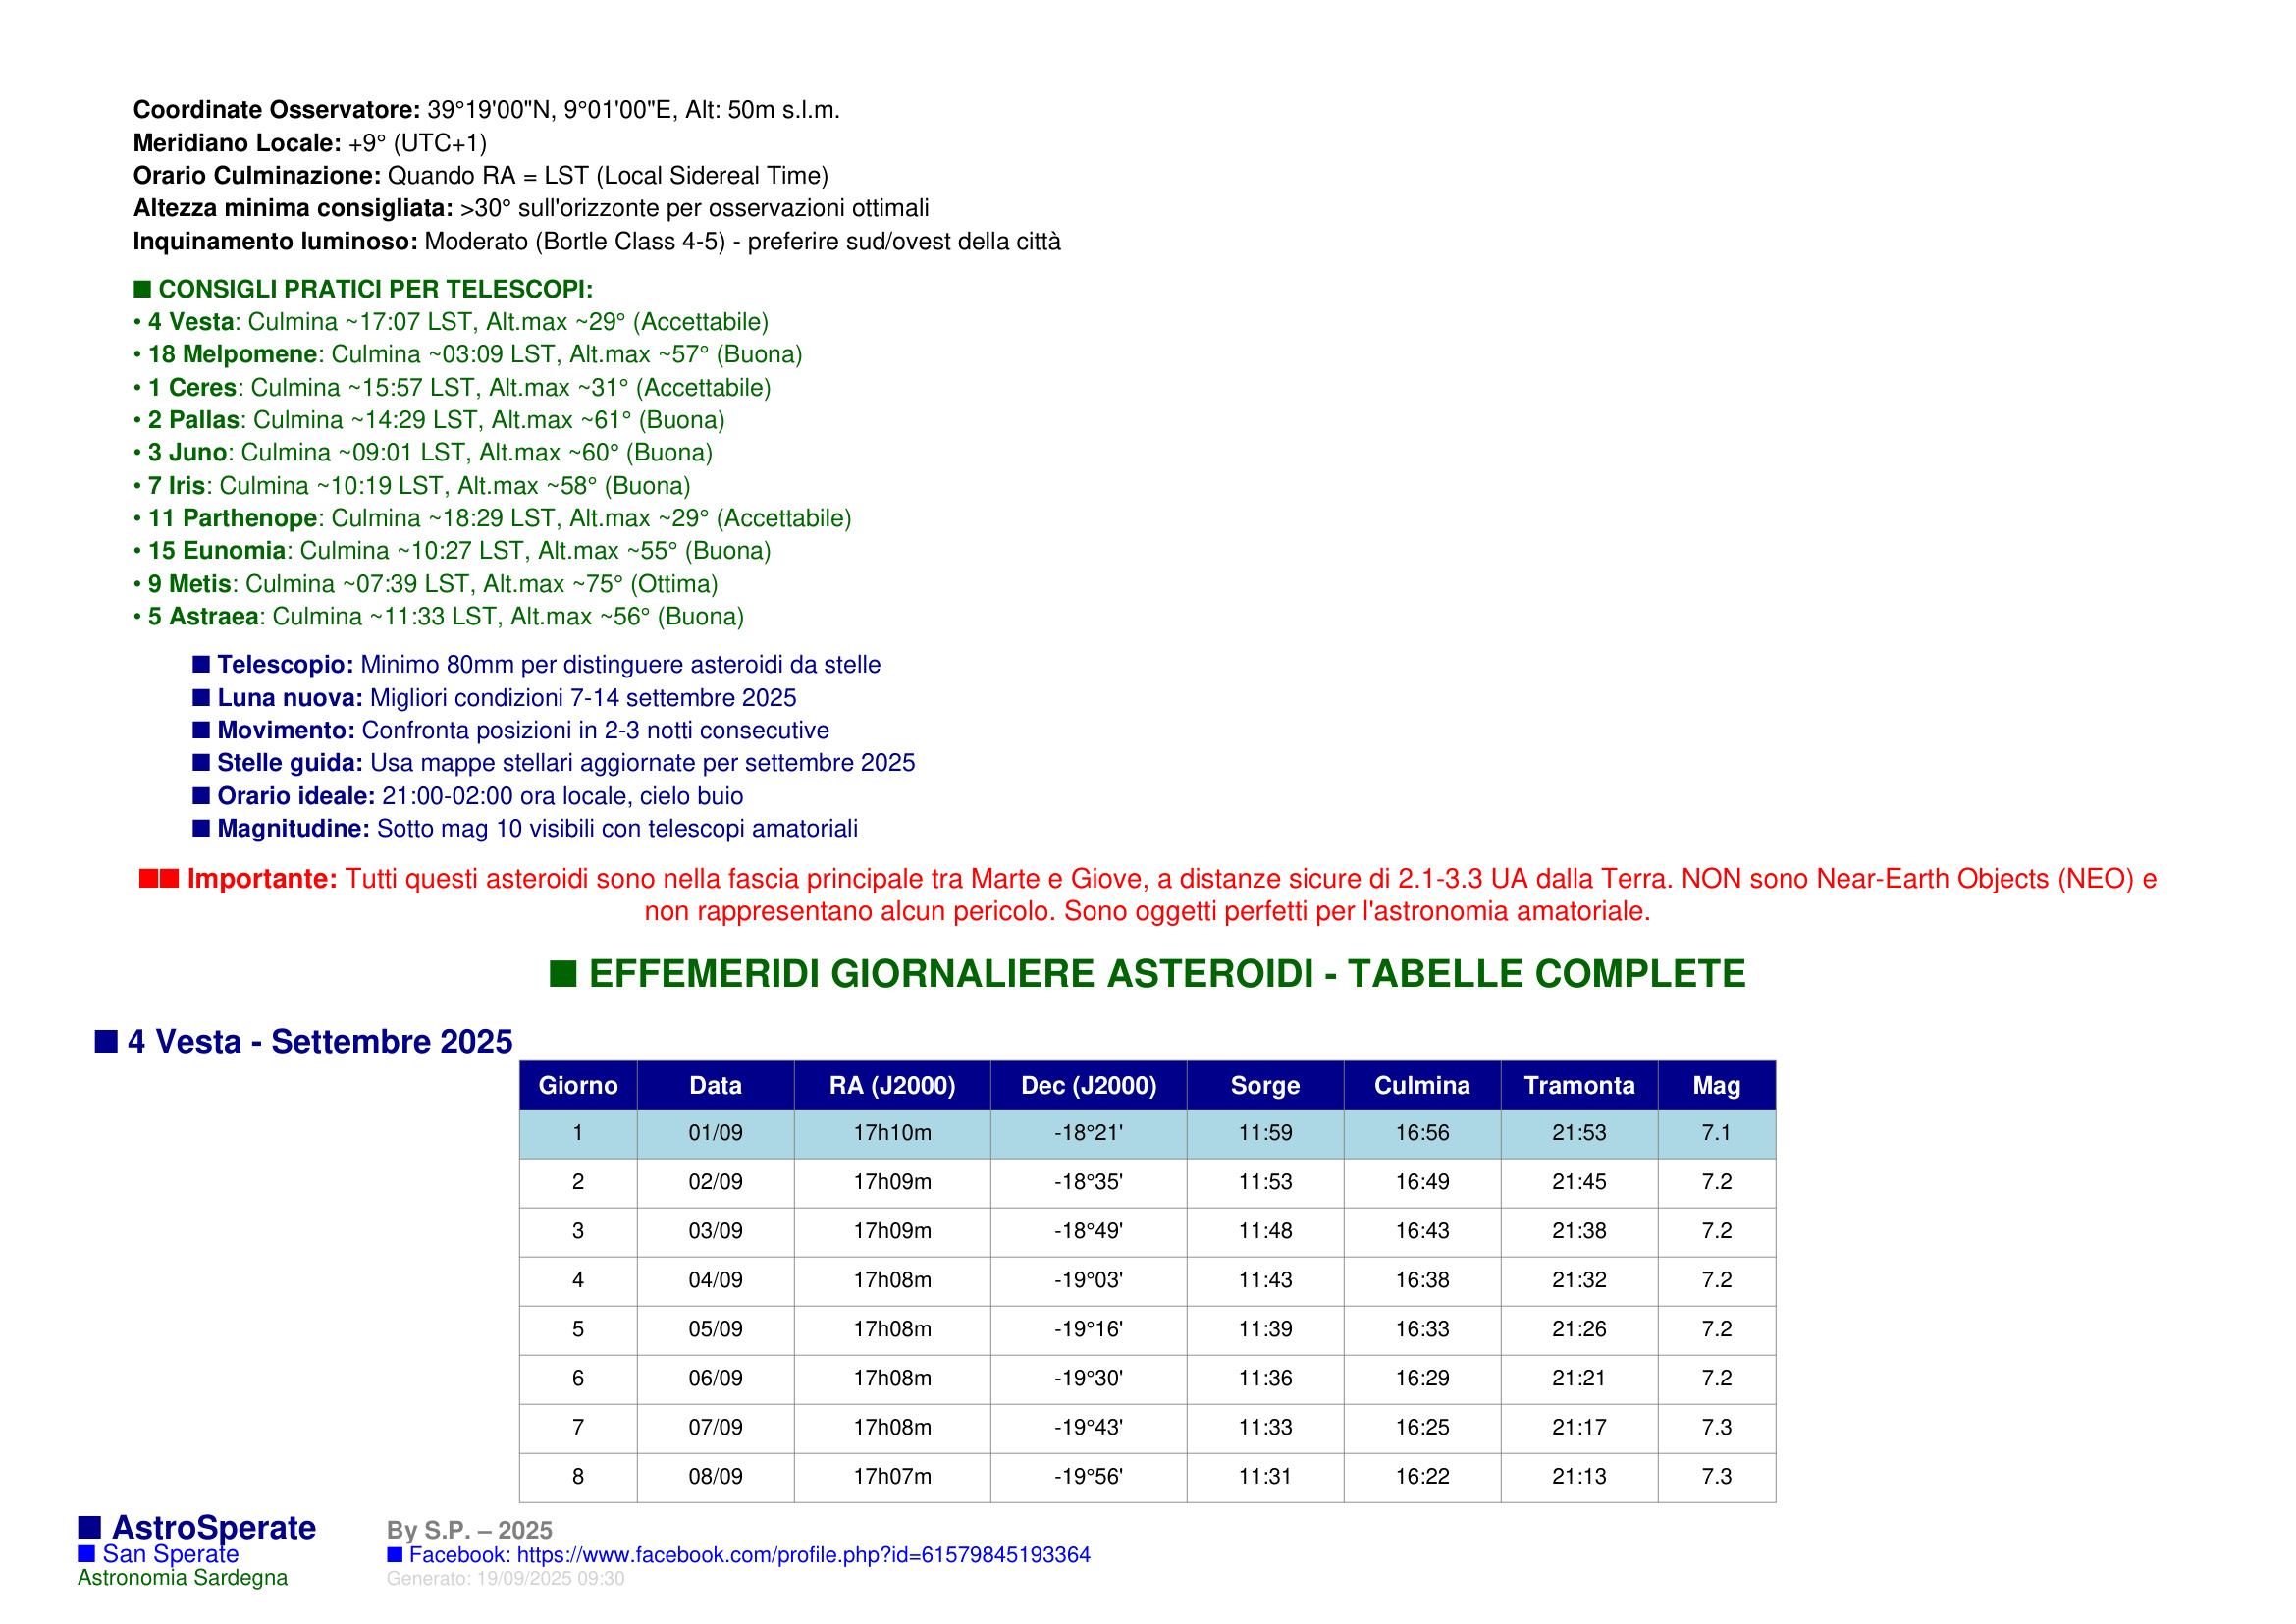 Coordinate Osservatore: 39°19'00"N, 9°01'00"E, Alt: 50m s.l.m.
Meridiano Locale: +9° (UTC+1)
Orario Culminazione: Quando RA = LST (Local Sidereal Time)
Altezza minima consigliata: >30° sull'orizzonte per osservazioni ottimali
Inquinamento luminoso: Moderato (Bortle Class 4-5) - preferire sud/ovest della città
■ CONSIGLI PRATICI PER TELESCOPI:
• 4 Vesta: Culmina ~17:07 LST, Alt.max ~29° (Accettabile)
• 18 Melpomene: Culmina ~03:09 LST, Alt.max ~57° (Buona)
• 1 Ceres: Culmina ~15:57 LST, Alt.max ~31° (Accettabile)
• 2 Pallas: Culmina ~14:29 LST, Alt.max ~61° (Buona)
• 3 Juno: Culmina ~09:01 LST, Alt.max ~60° (Buona)
• 7 Iris: Culmina ~10:19 LST, Alt.max ~58° (Buona)
• 11 Parthenope: Culmina ~18:29 LST, Alt.max ~29° (Accettabile)
• 15 Eunomia: Culmina ~10:27 LST, Alt.max ~55° (Buona)
• 9 Metis: Culmina ~07:39 LST, Alt.max ~75° (Ottima)
• 5 Astraea: Culmina ~11:33 LST, Alt.max ~56° (Buona)
■ Telescopio: Minimo 80mm per distinguere asteroidi da stelle
■ Luna nuova: Migliori condizioni 7-14 settembre 2025
■ Movimento: Confronta posizioni in 2-3 notti consecutive
■ Stelle guida: Usa mappe stellari aggiornate per settembre 2025
■ Orario ideale: 21:00-02:00 ora locale, cielo buio
■ Magnitudine: Sotto mag 10 visibili con telescopi amatoriali
■■ Importante: Tutti questi asteroidi sono nella fascia principale tra Marte e Giove, a distanze sicure di 2.1-3.3 UA dalla Terra. NON sono Near-Earth Objects (NEO) e
non rappresentano alcun pericolo. Sono oggetti perfetti per l'astronomia amatoriale.
■ EFFEMERIDI GIORNALIERE ASTEROIDI - TABELLE COMPLETE
■ 4 Vesta - Settembre 2025
Giorno Data RA (J2000) Dec (J2000) Sorge Culmina Tramonta Mag
1 01/09 17h10m -18°21' 11:59 16:56 21:53 7.1
2 02/09 17h09m -18°35' 11:53 16:49 21:45 7.2
3 03/09 17h09m -18°49' 11:48 16:43 21:38 7.2
4 04/09 17h08m -19°03' 11:43 16:38 21:32 7.2
5 05/09 17h08m -19°16' 11:39 16:33 21:26 7.2
6 06/09 17h08m -19°30' 11:36 16:29 21:21 7.2
7 07/09 17h08m -19°43' 11:33 16:25 21:17 7.3
8 08/09 17h07m -19°56' 11:31 16:22 21:13 7.3
■ AstroSperate By S.P. – 2025
■ San Sperate ■ Facebook: https://www.facebook.com/profile.php?id=61579845193364
Astronomia Sardegna Generato: 19/09/2025 09:30